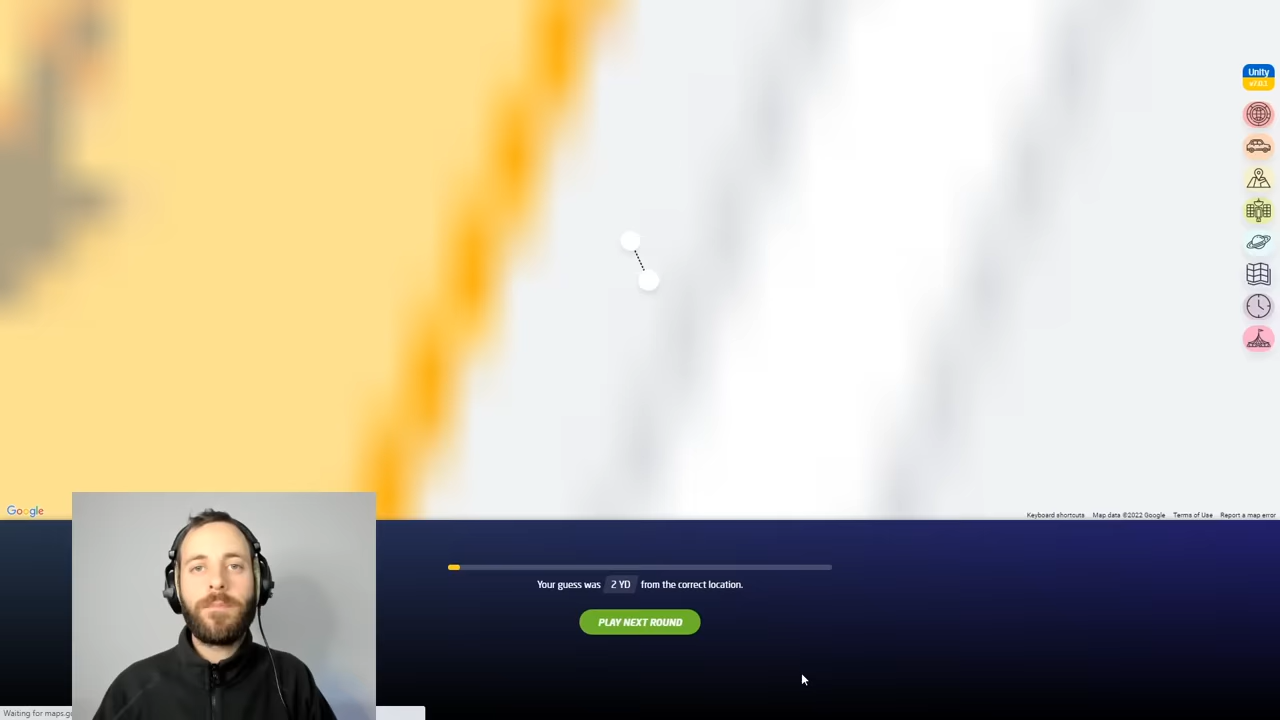 Unity
Google
Keyboard shortcuts Map data ©2022 Google Terms of Use Report a map error
Your guess was 2 YD from the correct location.
PLAY NEXT ROUND
Waiting for maps.g